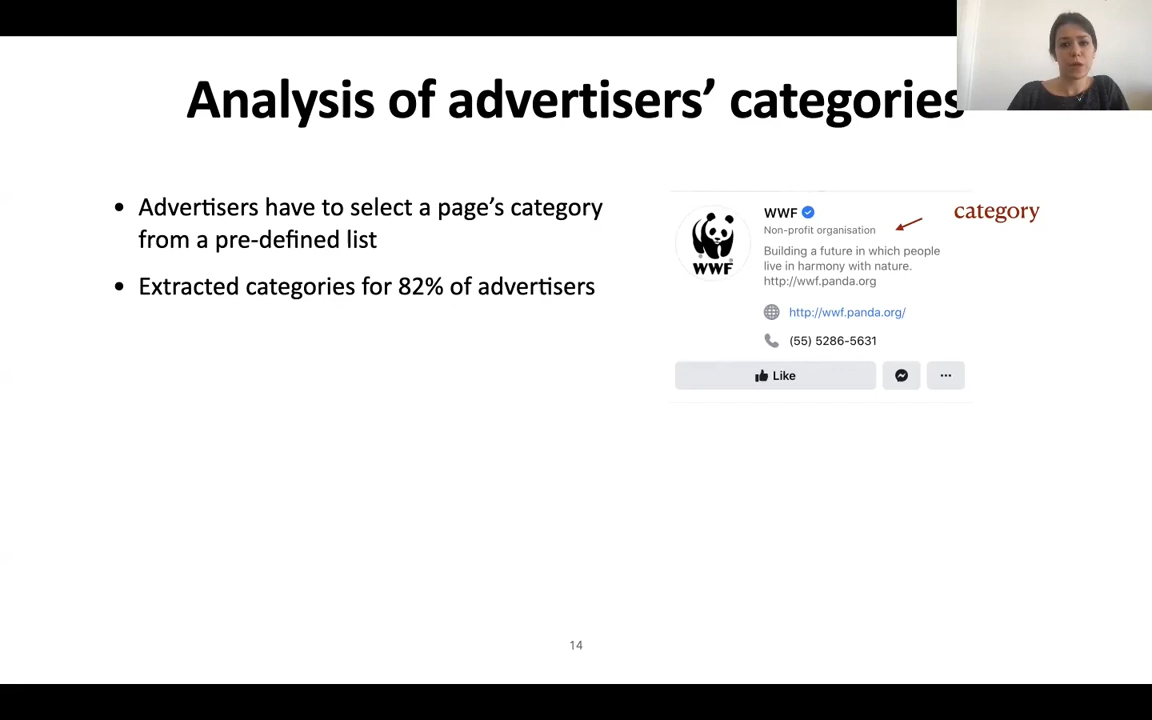 Analysis of advertisers’ categories
• Advertisers have to select a page’s category
from a pre-defined list
• Extracted categories for 82% of advertisers
WWF
Non-profit organisation
category
Building a future in which people
live in harmony with nature.
http://wwf.panda.org
WWF
http://wwf.panda.org/
(55) 5286-5631
Like
14